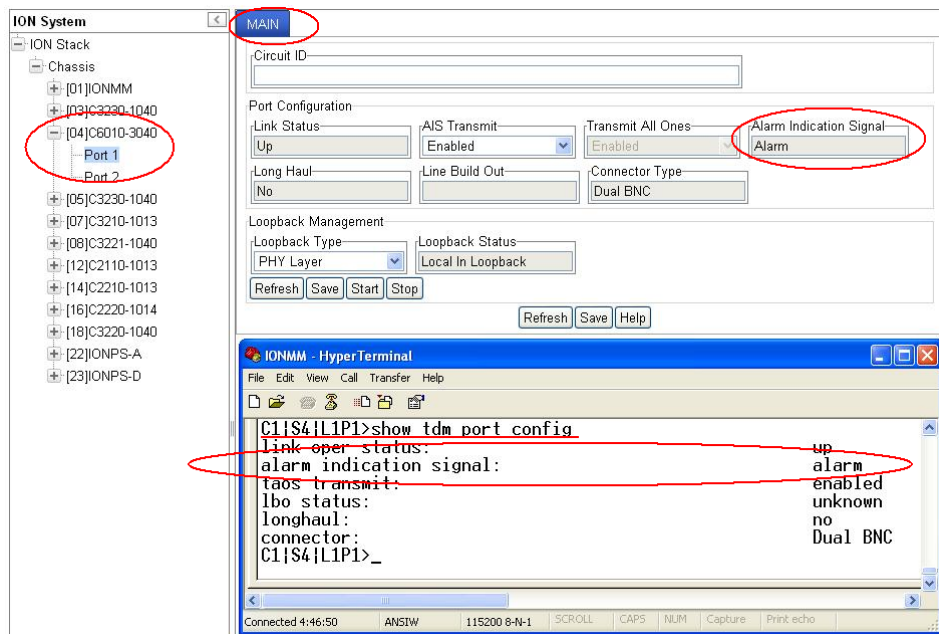 ION System
<
ION Stack
Chassis
[01]IONMM
[03]C3230-1040
[04]C6010-3040
Port 1
Port 2
[05]C3230-1040
[07]C3210-1013
[08]C3221-1040
[12]C2110-1013
[14]C2210-1013
[16]C2220-1014
[18]C3220-1040
[22]IONPS-A
[23]IONPS-D
MAIN
Circuit ID
Port Configuration
Link Status AIS Transmit Transmit All Ones Alarm Indication Signal
Up Enabled Enabled Alarm
Long Haul Line Build Out Connector Type
No Dual BNC
Loopback Management
Loopback Type Loopback Status
PHY Layer Local In Loopback
Refresh Save Start Stop
Refresh Save Help
IONMM - HyperTerminal
File Edit View Call Transfer Help
C1|S4|L1P1>show tdm port config
link oper status: up
alarm indication signal: alarm
taos transmit: enabled
lbo status: unknown
longhaul: no
connector: Dual BNC
C1|S4|L1P1>_
Connected 4:46:50 ANSIW 115200 8-N-1 SCROLL CAPS NUM Capture Print echo